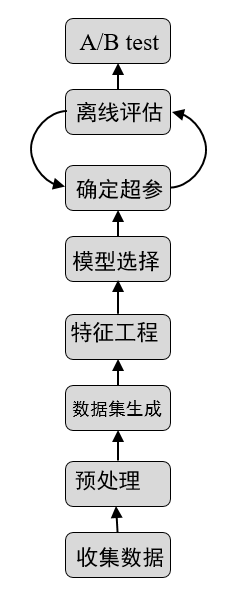 A/B test
离线评估
确定超参
模型选择
特征工程
数据集生成
预处理
收集数据